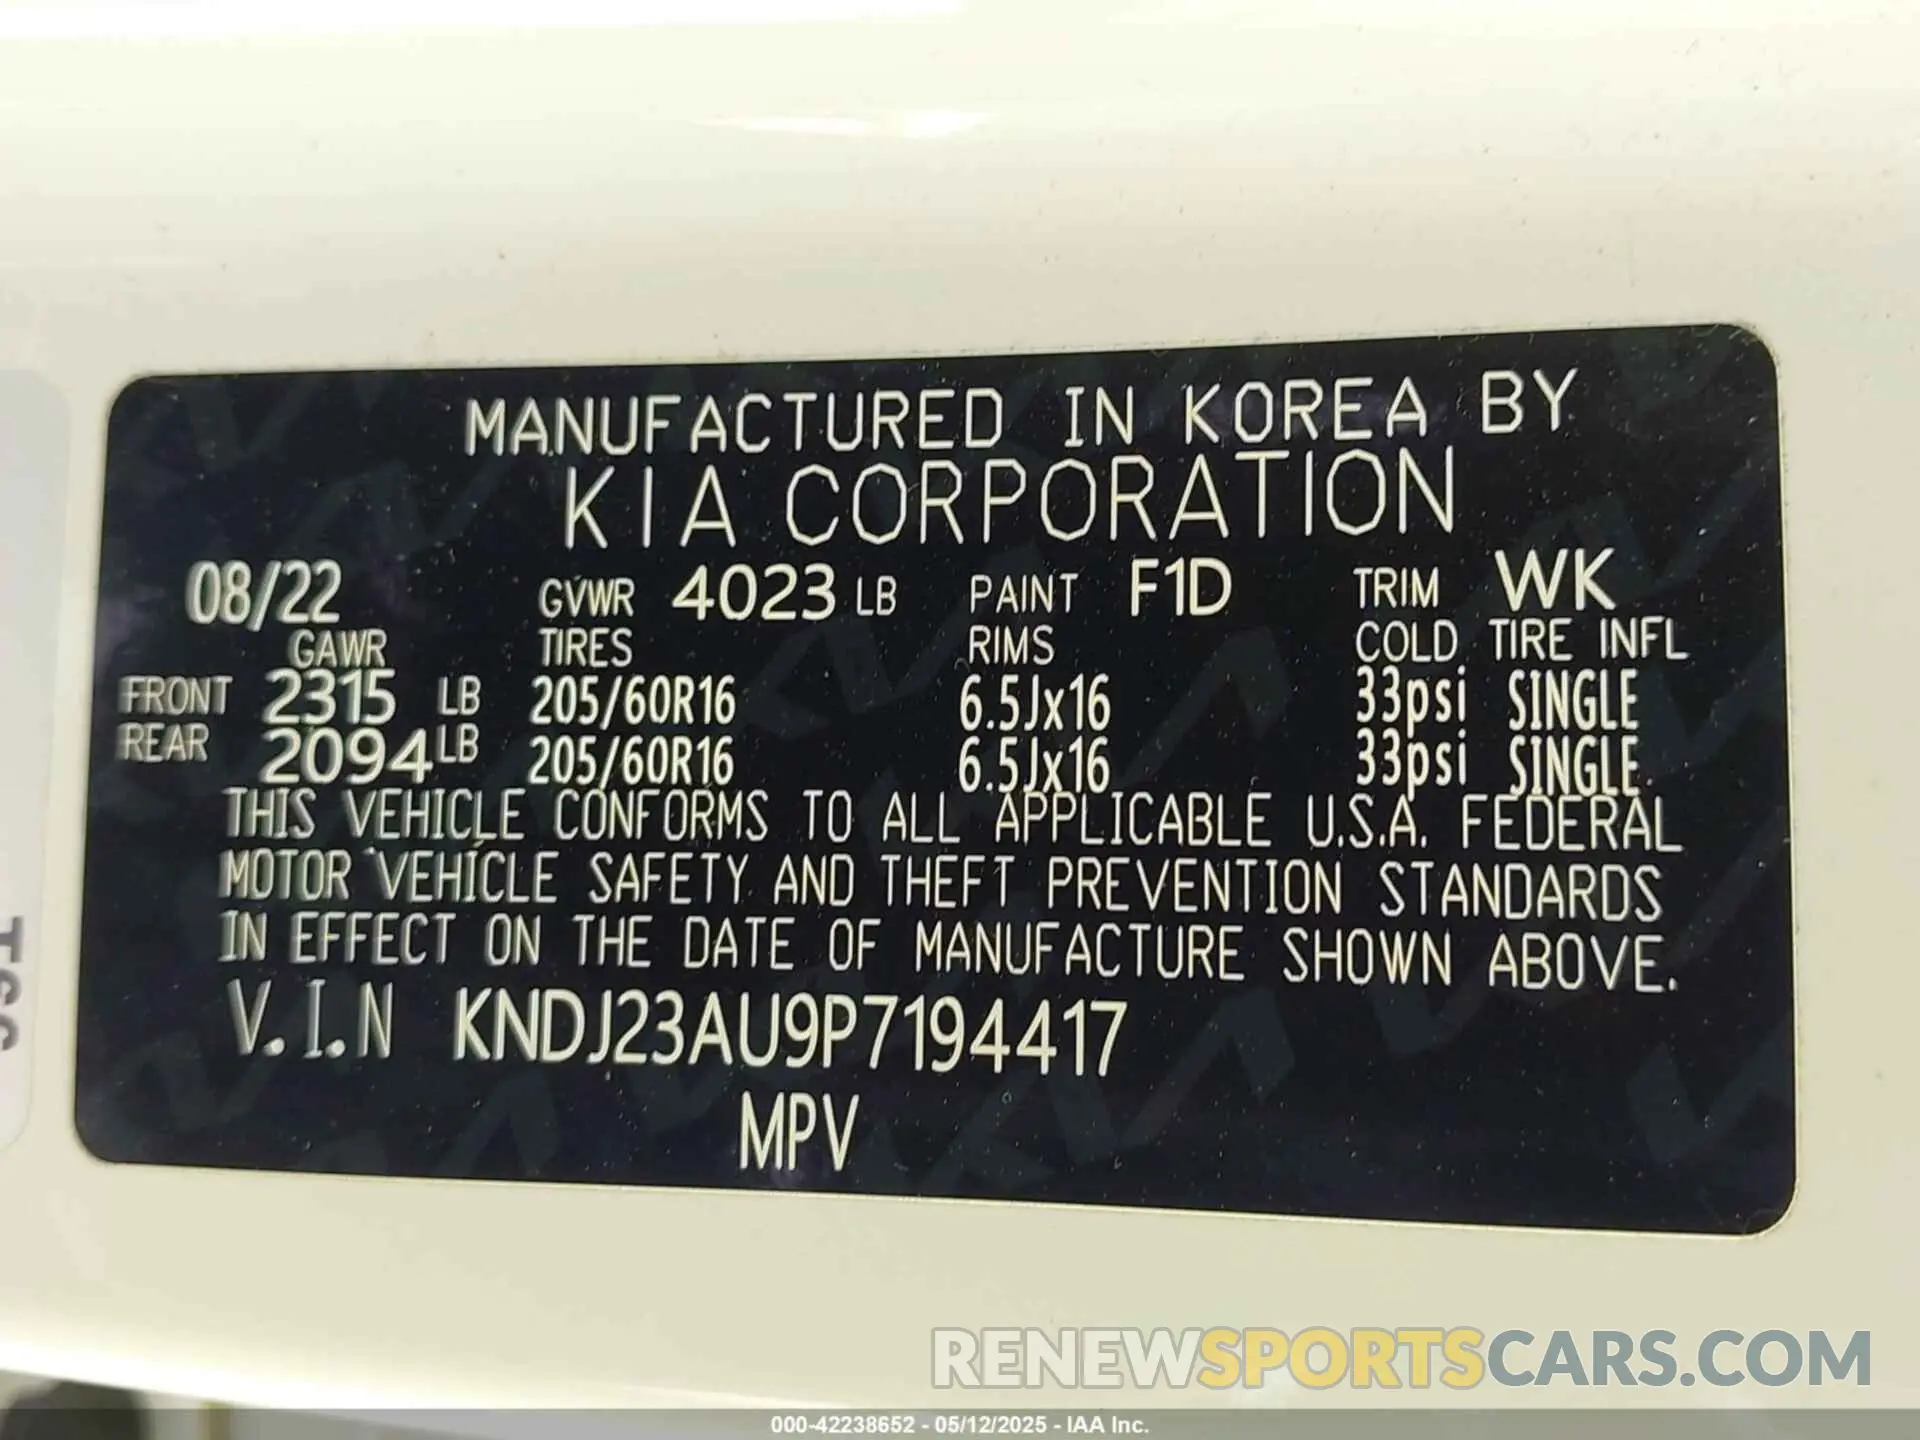 MANUFACTURED IN KOREA BY
KIA CORPORATION
08/22 GVWR 4023 LB PAINT F1D TRIM WK
GAWR TIRES RIMS COLD TIRE INFL
FRONT 2315 LB 205/60R16 6.5Jx16 33psi SINGLE
REAR 2094 LB 205/60R16 6.5Jx16 33psi SINGLE
THIS VEHICLE CONFORMS TO ALL APPLICABLE U.S.A. FEDERAL
MOTOR VEHICLE SAFETY AND THEFT PREVENTION STANDARDS
IN EFFECT ON THE DATE OF MANUFACTURE SHOWN ABOVE.
V.I.N KNDJ23AU9P7194417
MPV
RENEWSPORTSCARS.COM
000-42238652 - 05/12/2025 - IAA Inc.